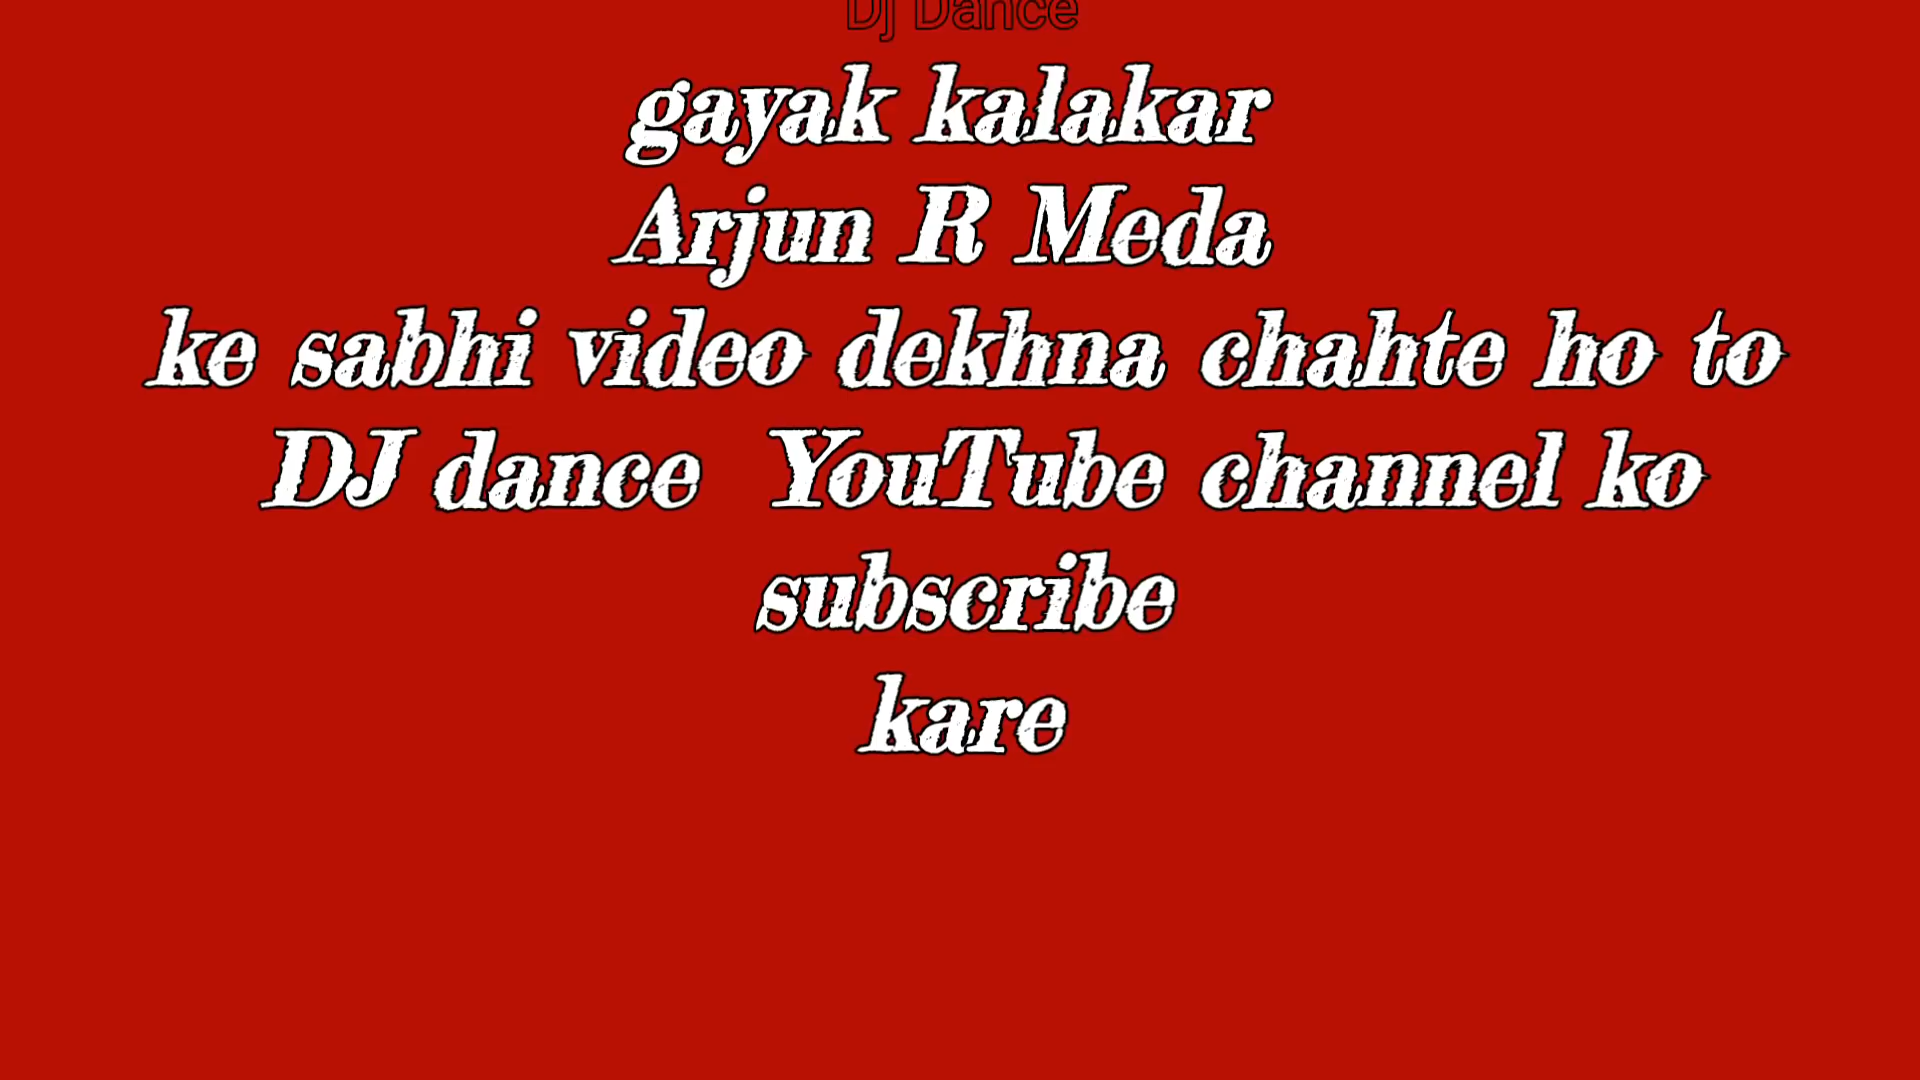 Dj Dance
gayak kalakar
Arjun R Meda
ke sabhi video dekhna chahte ho to
DJ dance YouTube channel ko
subscribe
kare